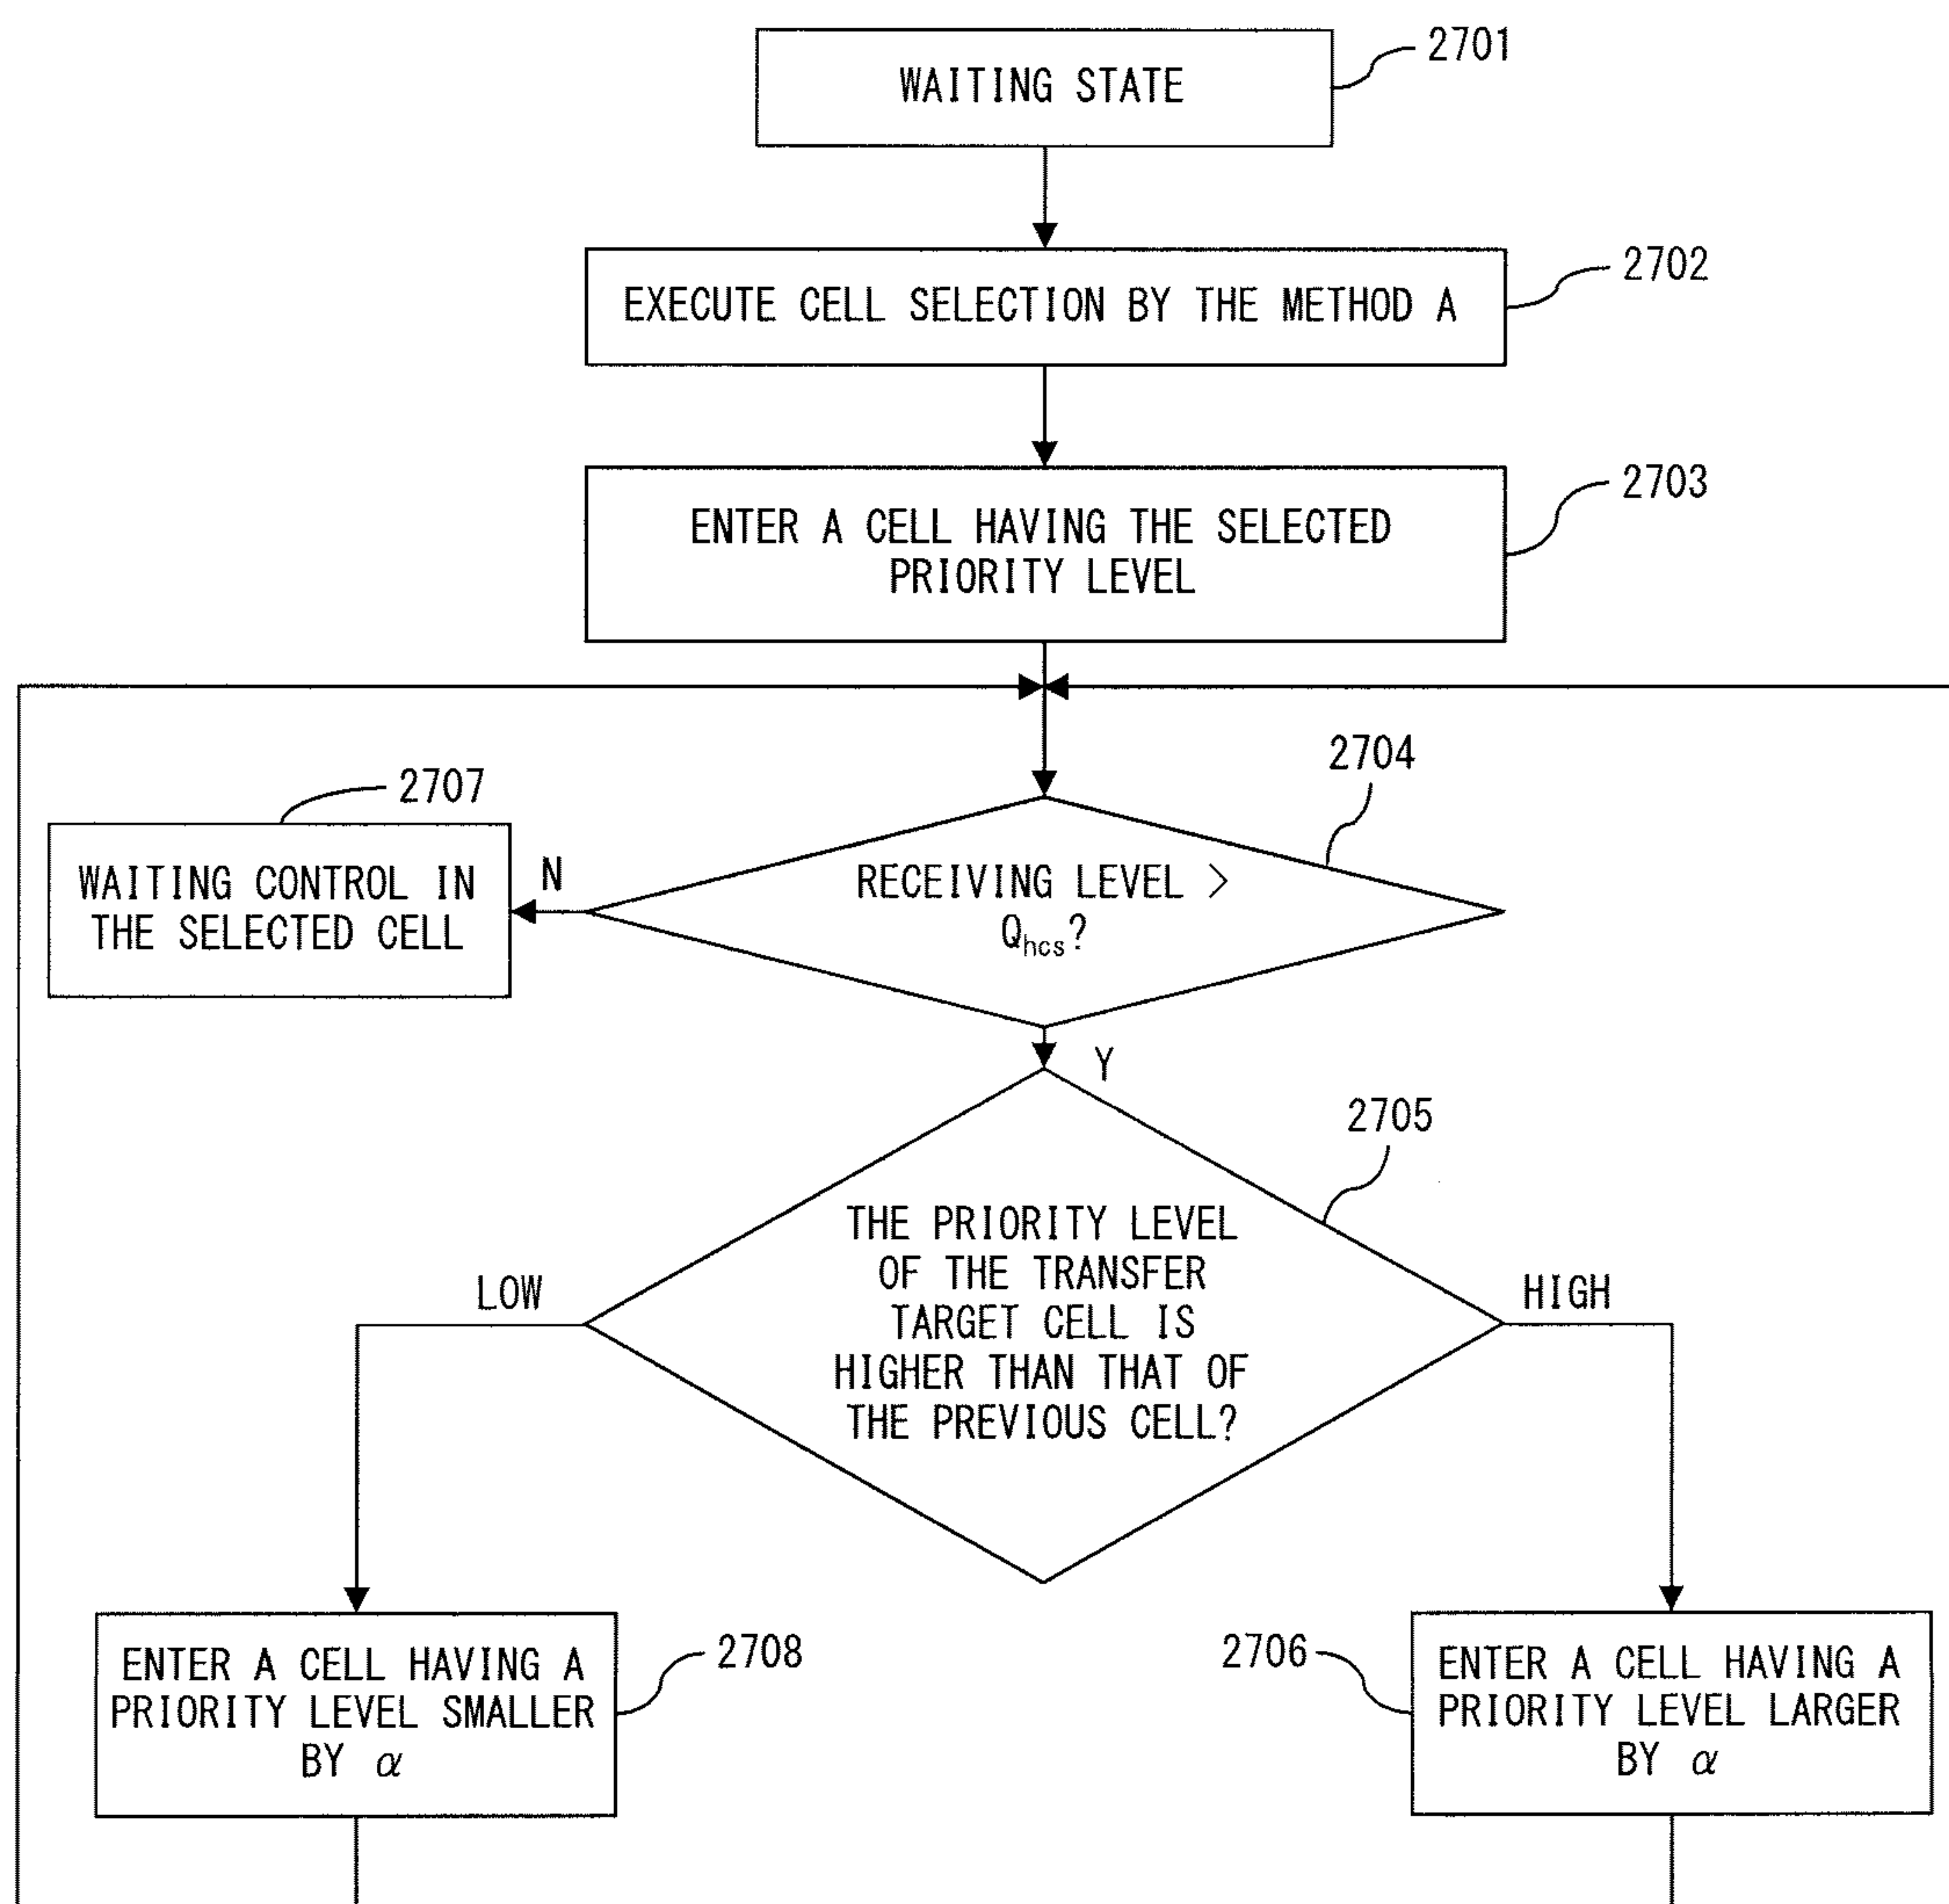 WAITING STATE
2701
EXECUTE CELL SELECTION BY THE METHOD A
2702
ENTER A CELL HAVING THE SELECTED
PRIORITY LEVEL
2703
2704
RECEIVING LEVEL >
Qhcs?
N
2707
WAITING CONTROL IN
THE SELECTED CELL
Y
2705
THE PRIORITY LEVEL
OF THE TRANSFER
TARGET CELL IS
HIGHER THAN THAT OF
THE PREVIOUS CELL?
LOW
HIGH
ENTER A CELL HAVING A
PRIORITY LEVEL SMALLER
BY α
2708
2706
ENTER A CELL HAVING A
PRIORITY LEVEL LARGER
BY α